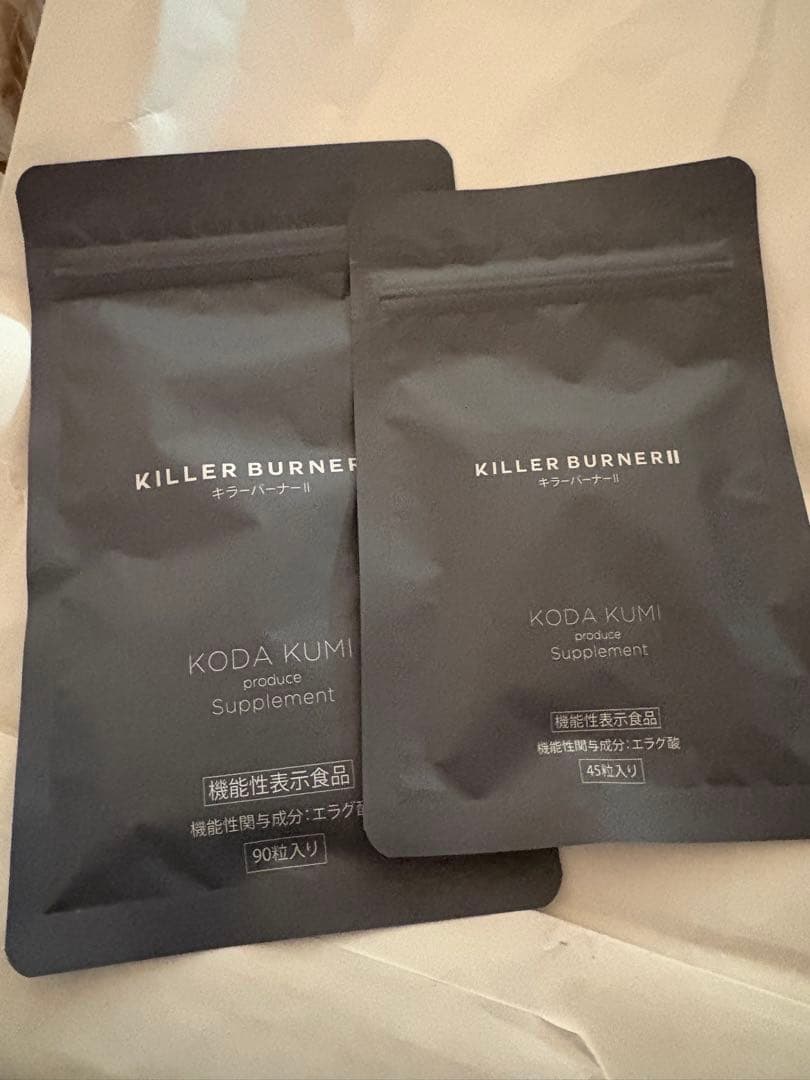 KILLER BURNER
キラーバーナーII
KODA KUMI
produce
Supplement
機能性表示食品
機能性関与成分：エラグ酸
90粒入り
KILLER BURNER II
キラーバーナーII
KODA KUMI
produce
Supplement
機能性表示食品
機能性関与成分：エラグ酸
45粒入り